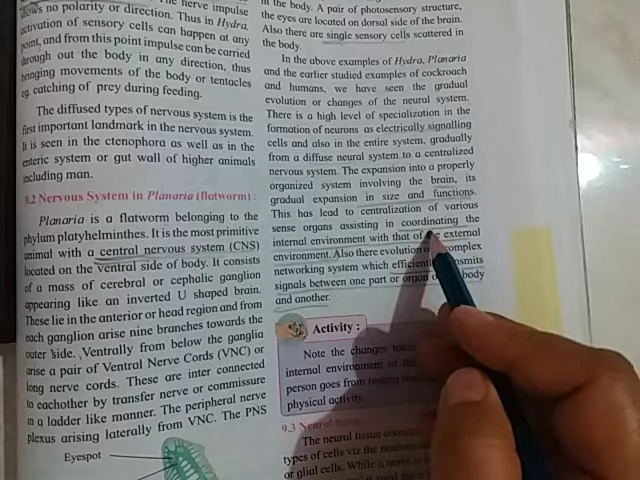 shows no polarity or direction. Thus in Hydra,
activation of sensory cells can happen at any
point, and from this point impulse can be carried
through out the body in any direction, thus
bringing movements of the body or tentacles
eg. catching of prey during feeding.
The diffused types of nervous system is the
first important landmark in the nervous system.
It is seen in the ctenophora as well as in the
enteric system or gut wall of higher animals
including man.
9.2 Nervous System in Planaria (flatworm) :
Planaria is a flatworm belonging to the
phylum platyhelminthes. It is the most primitive
animal with a central nervous system (CNS)
located on the ventral side of body. It consists
of a mass of cerebral or cephalic ganglion
appearing like an inverted U shaped brain.
These lie in the anterior or head region and from
each ganglion arise nine branches towards the
outer side. Ventrally from below the ganglia
arise a pair of Ventral Nerve Cords (VNC) or
long nerve cords. These are inter connected
to eachother by transfer nerve or commissure
in a ladder like manner. The peripheral nerve
plexus arising laterally from VNC. The PNS
Eyespot
in the body. A pair of photosensory structure,
the eyes are located on dorsal side of the brain.
Also there are single sensory cells scattered in
the body.
In the above examples of Hydra, Planaria
and the earlier studied examples of cockroach
and humans, we have seen the gradual
evolution or changes of the neural system.
There is a high level of specialization in the
formation of neurons as electrically signalling
cells and also in the entire system, gradually
from a diffuse neural system to a centralized
nervous system. The expansion into a properly
organized system involving the brain, its
gradual expansion in size and functions.
This has lead to centralization of various
sense organs assisting in coordinating the
internal environment with that of external
environment. Also there evolution complex
networking system which
signals between one part or organ body
and another.
Activity :
Note the changes
internal environment of
person goes from
physical activity.
9.3
The neural tissue
types of cells viz the
or glial cells. While